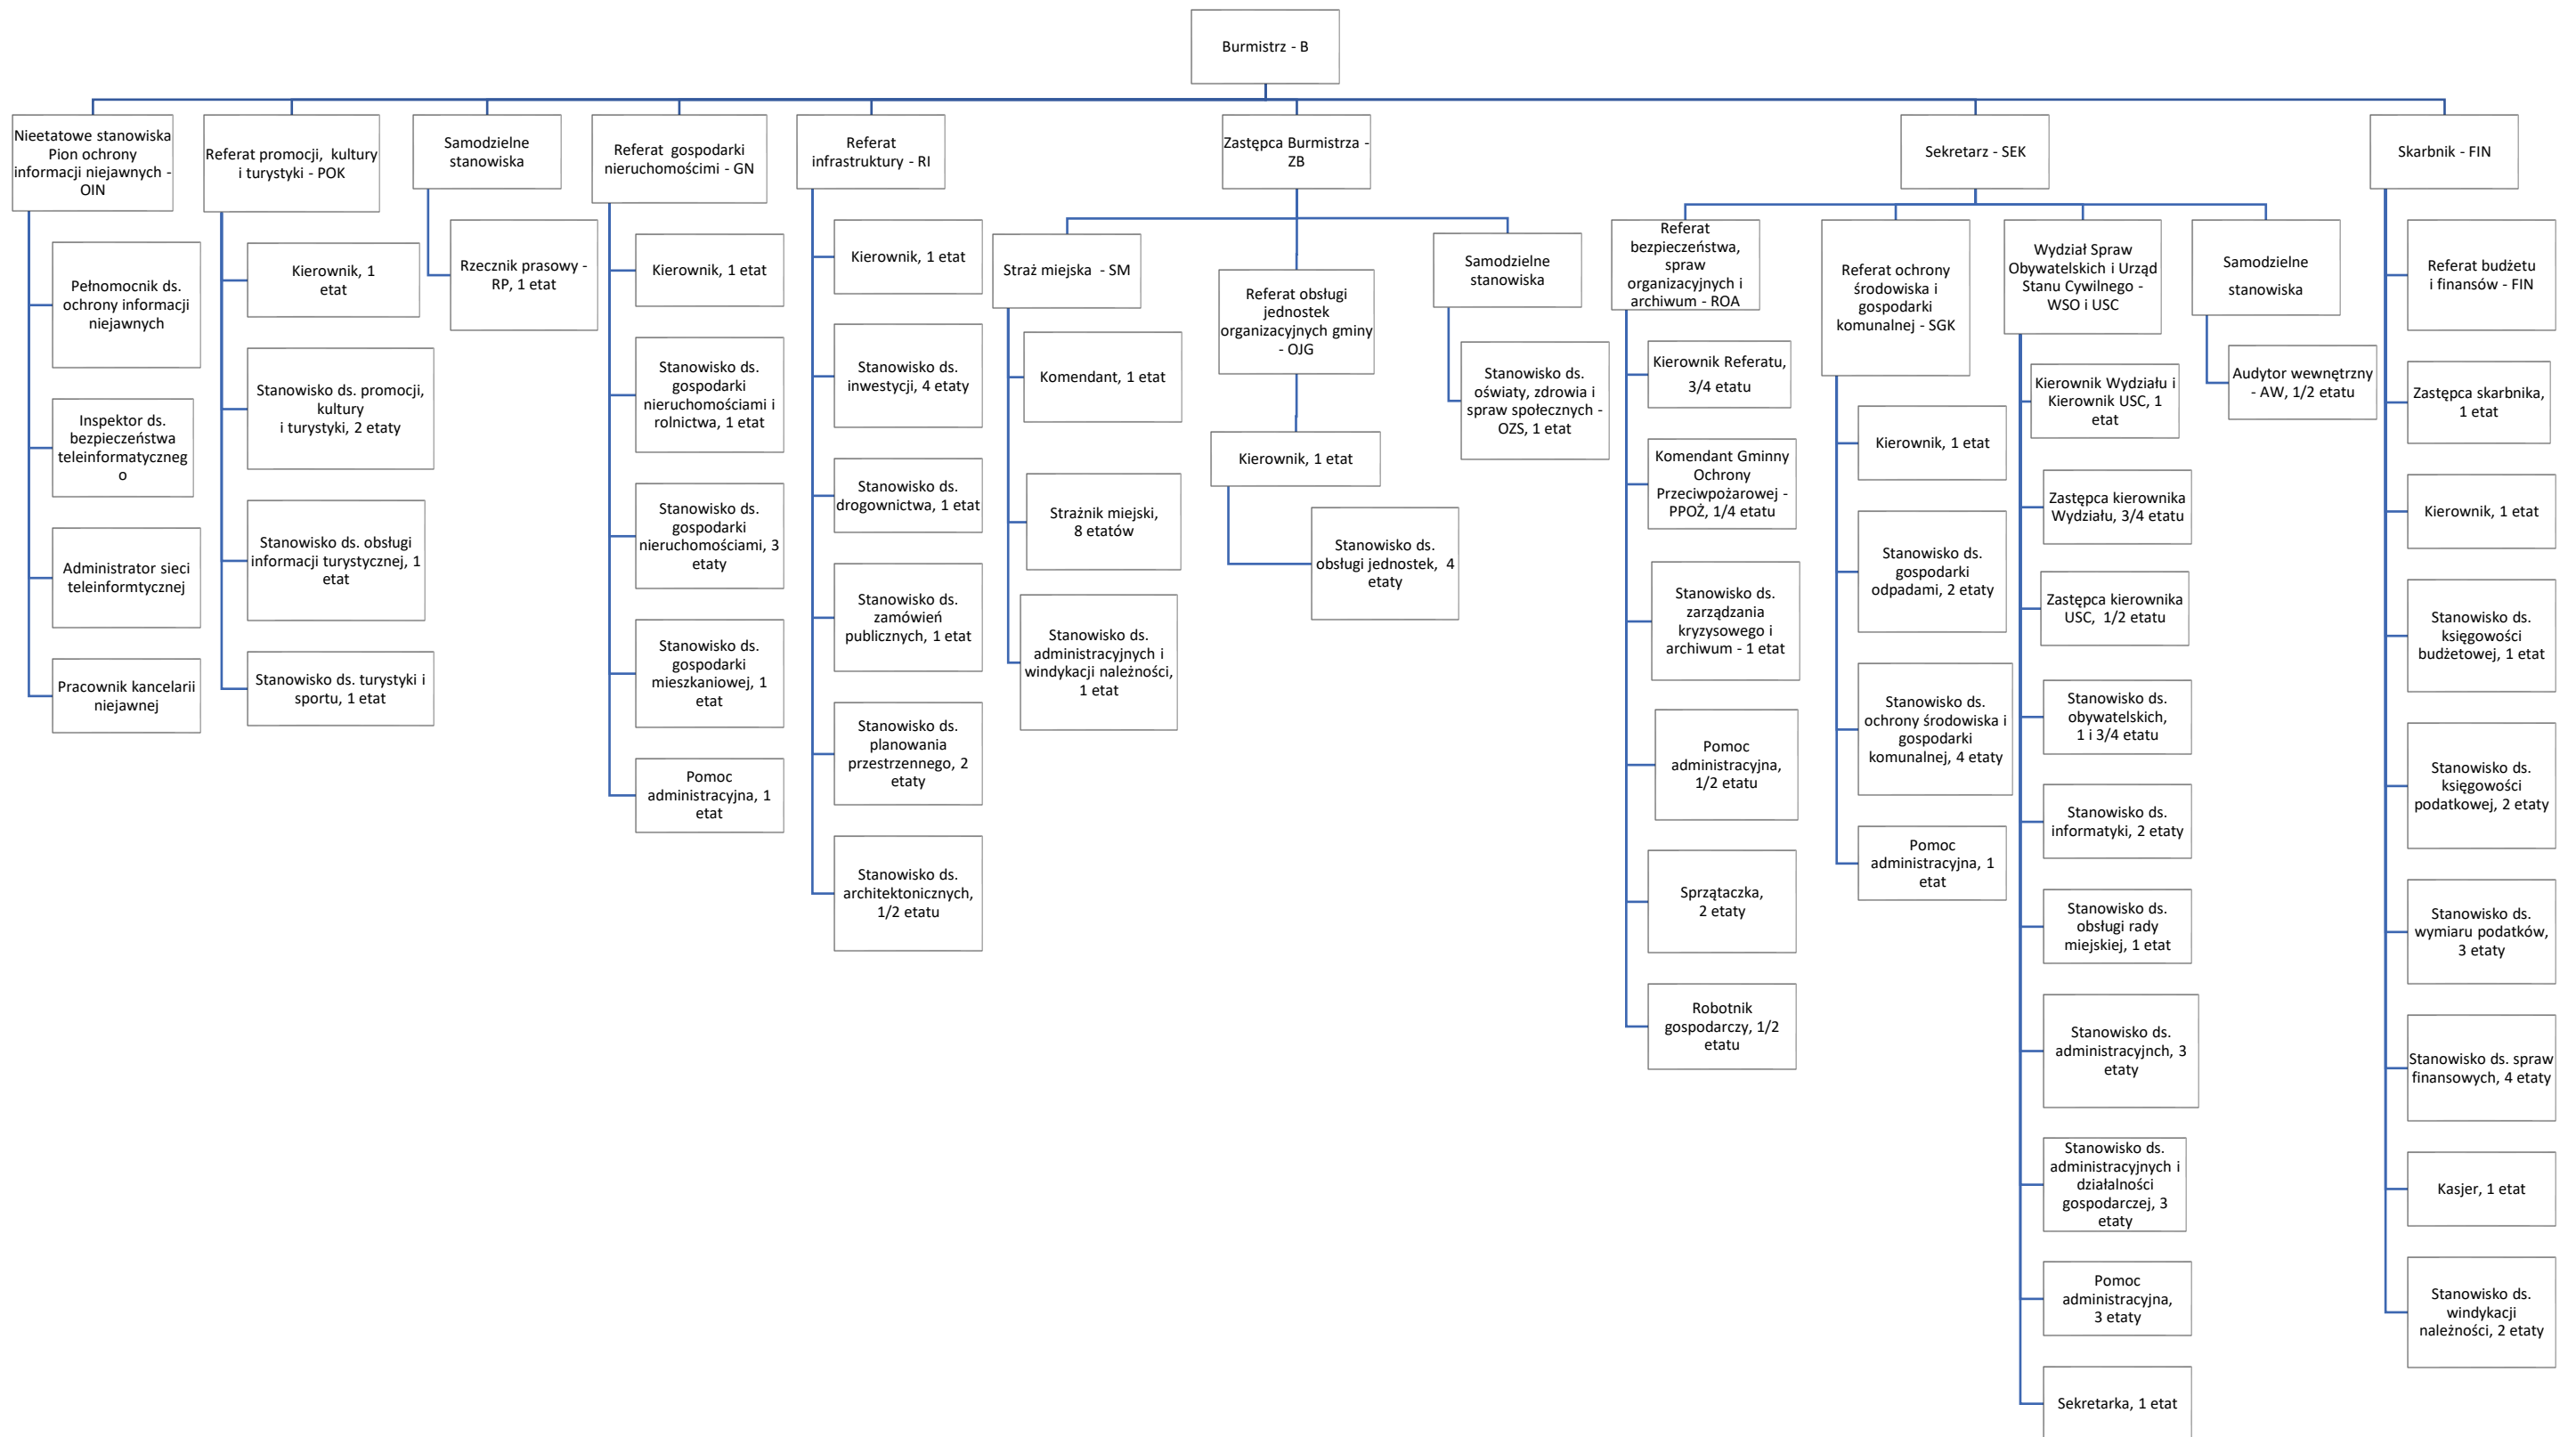 Burmistrz - B
Nieetatowe stanowiska
Pion ochrony
informacji niejawnych -
OIN
Pełnomocnik ds.
ochrony informacji
niejawnych
Inspektor ds.
bezpieczeństwa
teleinformatyczneg
o
Administrator sieci
teleinformtycznej
Pracownik kancelarii
niejawnej
Referat promocji, kultury
i turystyki - POK
Kierownik, 1
etat
Stanowisko ds. promocji,
kultury
i turystyki, 2 etaty
Stanowisko ds. obsługi
informacji turystycznej, 1
etat
Stanowisko ds. turystyki i
sportu, 1 etat
Samodzielne
stanowiska
Rzecznik prasowy -
RP, 1 etat
Referat gospodarki
nieruchomościmi - GN
Kierownik, 1 etat
Stanowisko ds.
gospodarki
nieruchomościami i
rolnictwa, 1 etat
Stanowisko ds.
gospodarki
nieruchomościami, 3
etaty
Stanowisko ds.
gospodarki
mieszkaniowej, 1
etat
Pomoc
administracyjna, 1
etat
Referat
infrastruktury - RI
Kierownik, 1 etat
Stanowisko ds.
inwestycji, 4 etaty
Stanowisko ds.
drogownictwa, 1 etat
Stanowisko ds.
zamówień
publicznych, 1 etat
Stanowisko ds.
planowania
przestrzennego, 2
etaty
Stanowisko ds.
architektonicznych,
1/2 etatu
Zastępca Burmistrza -
ZB
Straż miejska - SM
Komendant, 1 etat
Strażnik miejski,
8 etatów
Stanowisko ds.
administracyjnych i
windykacji należności,
1 etat
Referat obsługi
jednostek
organizacyjnych gminy
- OJG
Kierownik, 1 etat
Stanowisko ds.
obsługi jednostek, 4
etaty
Samodzielne
stanowiska
Stanowisko ds.
oświaty, zdrowia i
spraw społecznych -
OZS, 1 etat
Sekretarz - SEK
Referat
bezpieczeństwa,
spraw
organizacyjnych i
archiwum - ROA
Kierownik Referatu,
3/4 etatu
Komendant Gminny
Ochrony
Przeciwpożarowej -
PPOŻ, 1/4 etatu
Stanowisko ds.
zarządzania
kryzysowego i
archiwum - 1 etat
Pomoc
administracyjna,
1/2 etatu
Sprzątaczka,
2 etaty
Robotnik
gospodarczy, 1/2
etatu
Referat ochrony
środowiska i
gospodarki
komunalnej - SGK
Kierownik, 1 etat
Stanowisko ds.
gospodarki
odpadami, 2 etaty
Stanowisko ds.
ochrony środowiska i
gospodarki
komunalnej, 4 etaty
Pomoc
administracyjna, 1
etat
Wydział Spraw
Obywatelskich i Urząd
Stanu Cywilnego -
WSO i USC
Kierownik Wydziału i
Kierownik USC, 1
etat
Zastępca kierownika
Wydziału, 3/4 etatu
Zastępca kierownika
USC, 1/2 etatu
Stanowisko ds.
obywatelskich,
1 i 3/4 etatu
Stanowisko ds.
informatyki, 2 etaty
Stanowisko ds.
obsługi rady
miejskiej, 1 etat
Stanowisko ds.
administracyjnch, 3
etaty
Stanowisko ds.
administracyjnych i
działalności
gospodarczej, 3
etaty
Pomoc
administracyjna,
3 etaty
Sekretarka, 1 etat
Samodzielne
stanowiska
Audytor wewnętrzny
- AW, 1/2 etatu
Skarbnik - FIN
Referat budżetu
i finansów - FIN
Zastępca skarbnika,
1 etat
Kierownik, 1 etat
Stanowisko ds.
księgowości
budżetowej, 1 etat
Stanowisko ds.
księgowości
podatkowej, 2 etaty
Stanowisko ds.
wymiaru podatków,
3 etaty
Stanowisko ds. spraw
finansowych, 4 etaty
Kasjer, 1 etat
Stanowisko ds.
windykacji
należności, 2 etaty